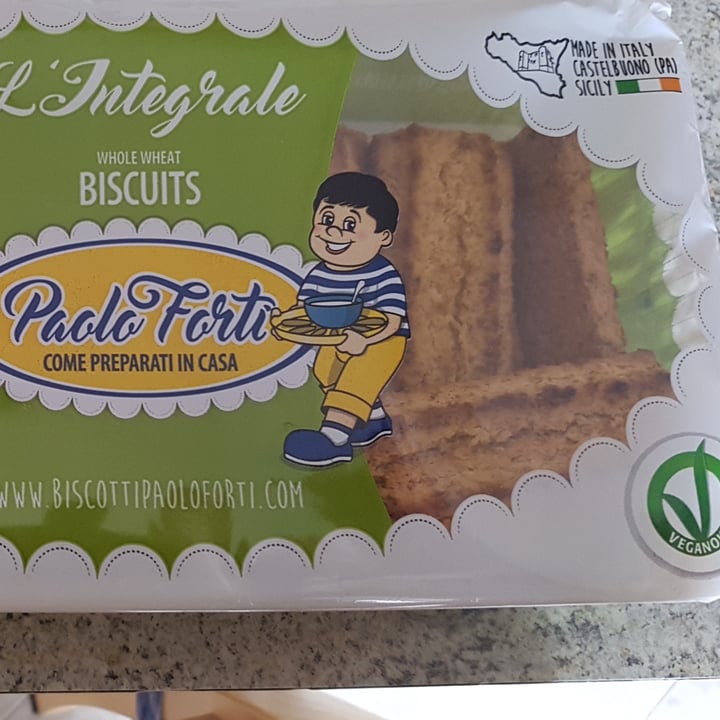 L'Integrale
WHOLE WHEAT
BISCUITS
Paolo Forti
COME PREPARATI IN CASA
WWW.BISCOTTIPAOLOFORTI.COM
MADE IN ITALY
CASTELBUONO (PA)
SICILY
VEGANOK